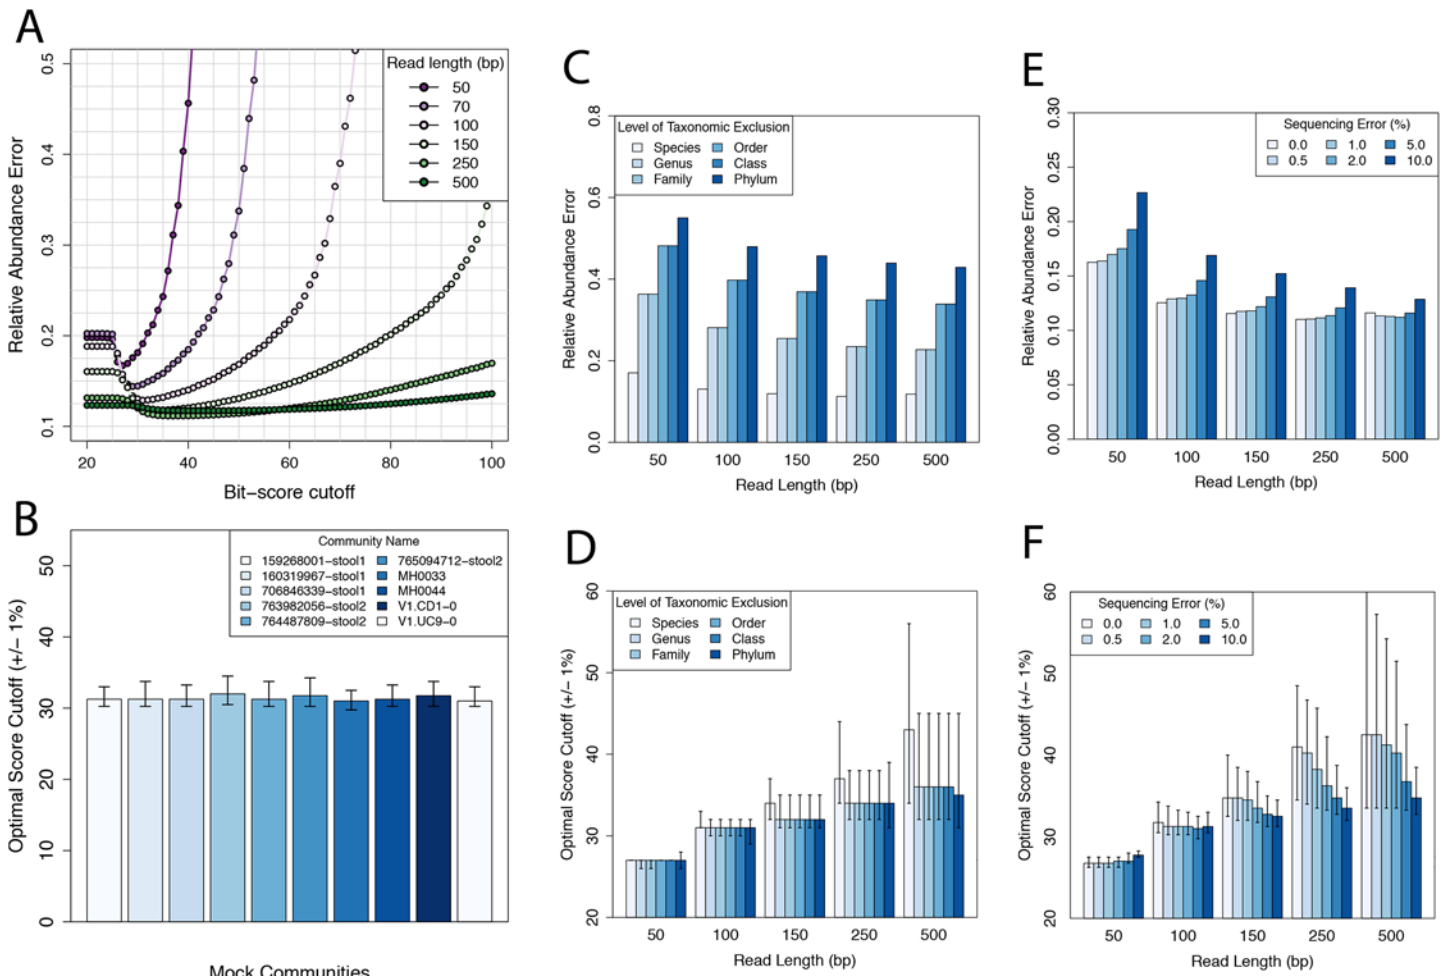 A
Relative Abundance Error
0.5
0.4
0.3
0.2
0.1
Read length (bp)
50
70
100
150
250
500
20 40 60 80 100
Bit-score cutoff
B
Optimal Score Cutoff (+/- 1%)
50
40
30
20
10
0
Community Name
159268001-stool1 765094712-stool2
160319967-stool1 MH0033
706846339-stool1 MH0044
763982056-stool2 V1.CD1-0
764487809-stool2 V1.UC9-0
Mock Communities
C
Relative Abundance Error
0.8
0.6
0.4
0.2
0.0
Level of Taxonomic Exclusion
Species Order
Genus Class
Family Phylum
50 100 150 250 500
Read Length (bp)
D
Optimal Score Cutoff (+/- 1%)
60
50
40
30
20
Level of Taxonomic Exclusion
Species Order
Genus Class
Family Phylum
50 100 150 250 500
Read Length (bp)
E
Relative Abundance Error
0.30
0.25
0.20
0.15
0.10
0.05
0.00
Sequencing Error (%)
0.0 1.0 5.0
0.5 2.0 10.0
50 100 150 250 500
Read Length (bp)
F
Optimal Score Cutoff (+/- 1%)
60
50
40
30
20
Sequencing Error (%)
0.0 1.0 5.0
0.5 2.0 10.0
50 100 150 250 500
Read Length (bp)